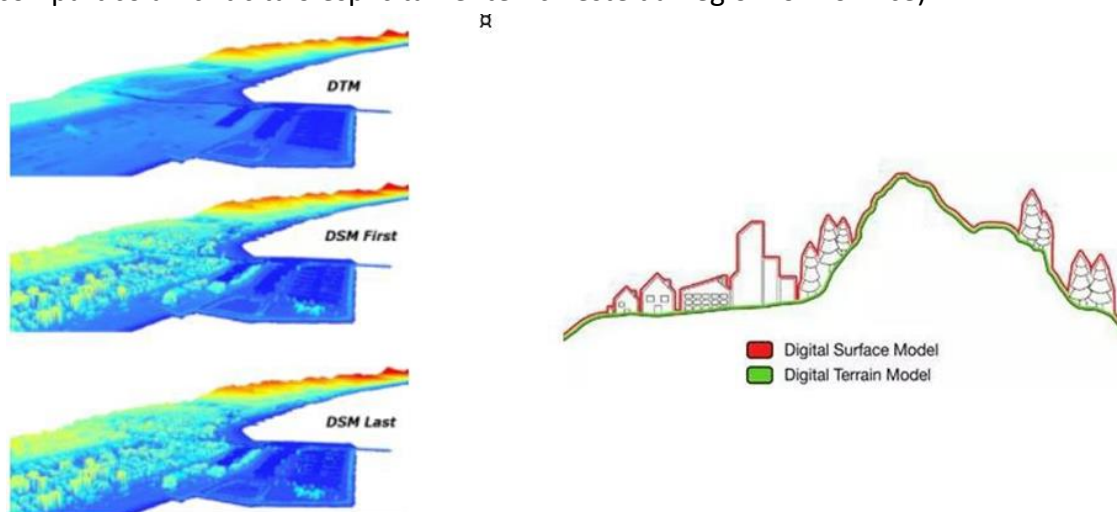 ¤
DTM
DSM First
DSM Last
Digital Surface Model
Digital Terrain Model